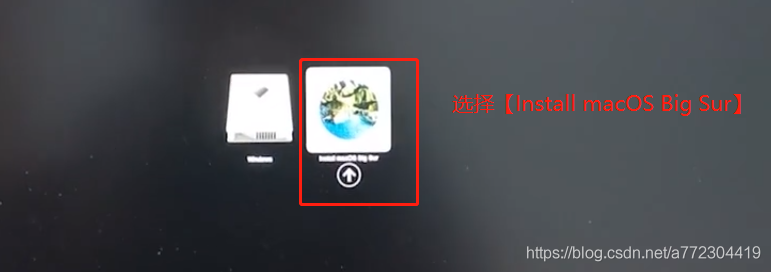 选择【Install macOS Big Sur】
Windows
Install macOS Big Sur
https://blog.csdn.net/a772304419